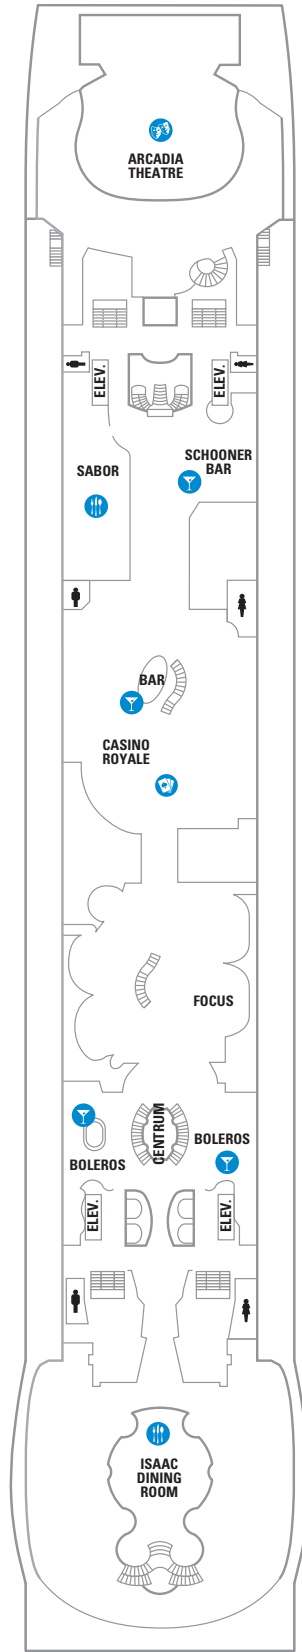 ARCADIA
THEATRE
ELEV.
ELEV.
SABOR
SCHOONER
BAR
BAR
CASINO
ROYALE
FOCUS
CENTRUM
BOLEROS
BOLEROS
ELEV.
ELEV.
ISAAC
DINING
ROOM